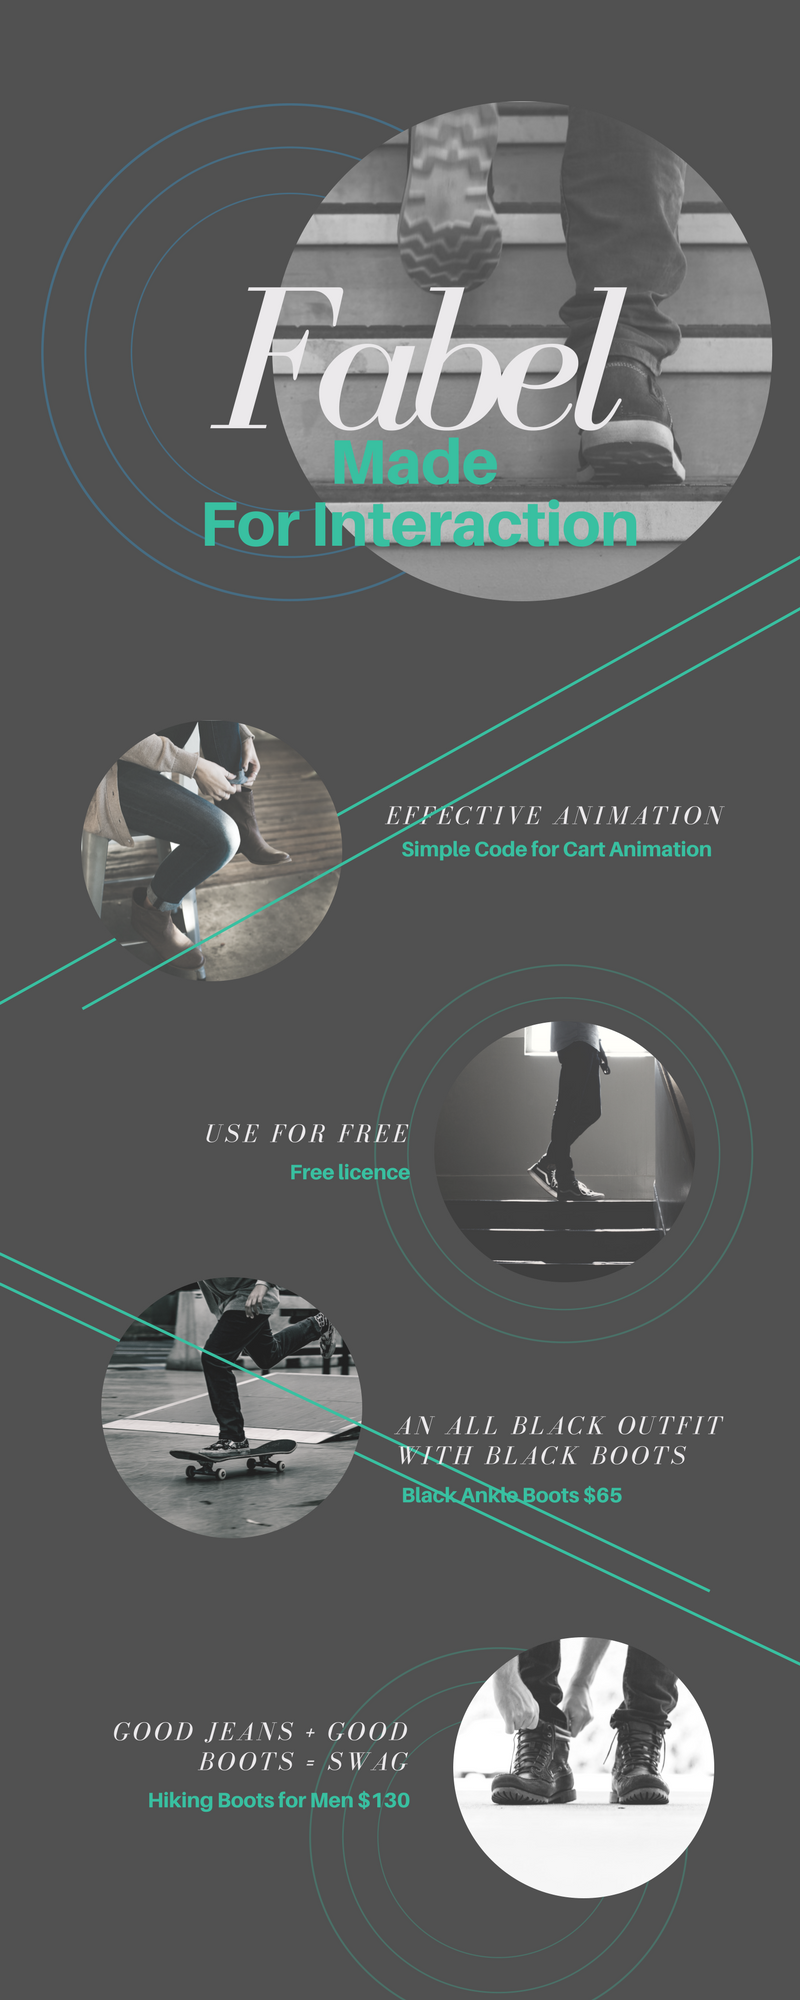 Fabel
Made
For Interaction
EFFECTIVE ANIMATION
Simple Code for Cart Animation
USE FOR FREE
Free licence
AN ALL BLACK OUTFIT
WITH BLACK BOOTS
Black Ankle Boots $65
GOOD JEANS + GOOD
BOOTS = SWAG
Hiking Boots for Men $130